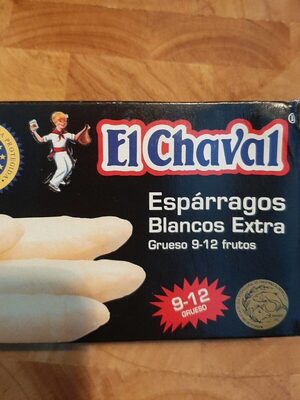 El Chaval
Espárragos
Blancos Extra
Grueso 9-12 frutos
9-12
GRUESO